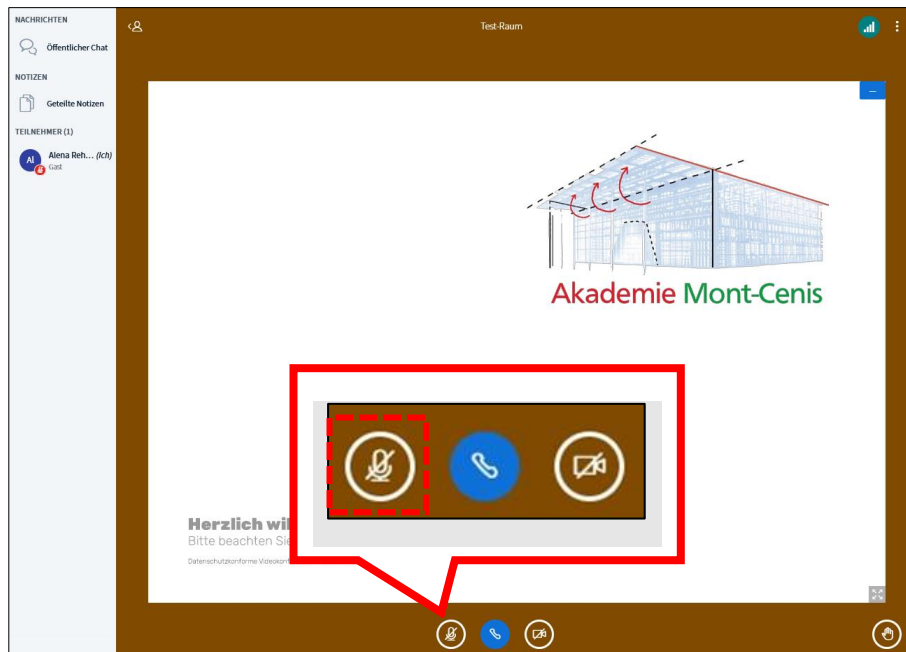 NACHRICHTEN
Öffentlicher Chat
NOTIZEN
Geteilte Notizen
TEILNEHMER (1)
Al
Alena Reh... (Ich)
Gast
Test-Raum
Akademie Mont-Cenis
Herzlich wil
Bitte beachten Sie
Datenschutzkonforme Videokonf